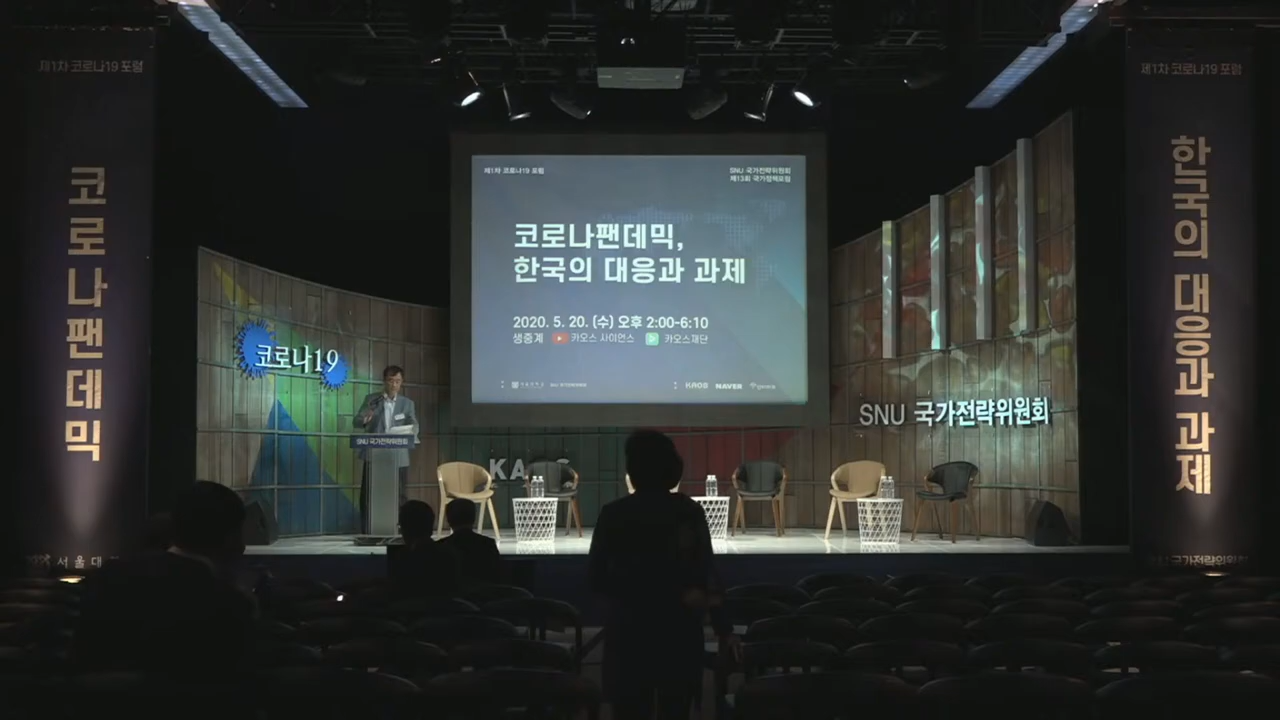 제1차 코로나19 포럼
코로나팬데믹
서울대
제1차 코로나19 포럼
SNU 국가전략위원회
제13회 국가정책포럼
코로나팬데믹,
한국의 대응과 과제
2020. 5. 20. (수) 오후 2:00-6:10
생중계 카오스 사이언스 카오스재단
KAOS NAVER
코로나19
SNU 국가전략위원회
KA
SNU 국가전략위원회
제1차 코로나19 포럼
한국의 대응과 과제
국가전략위원회